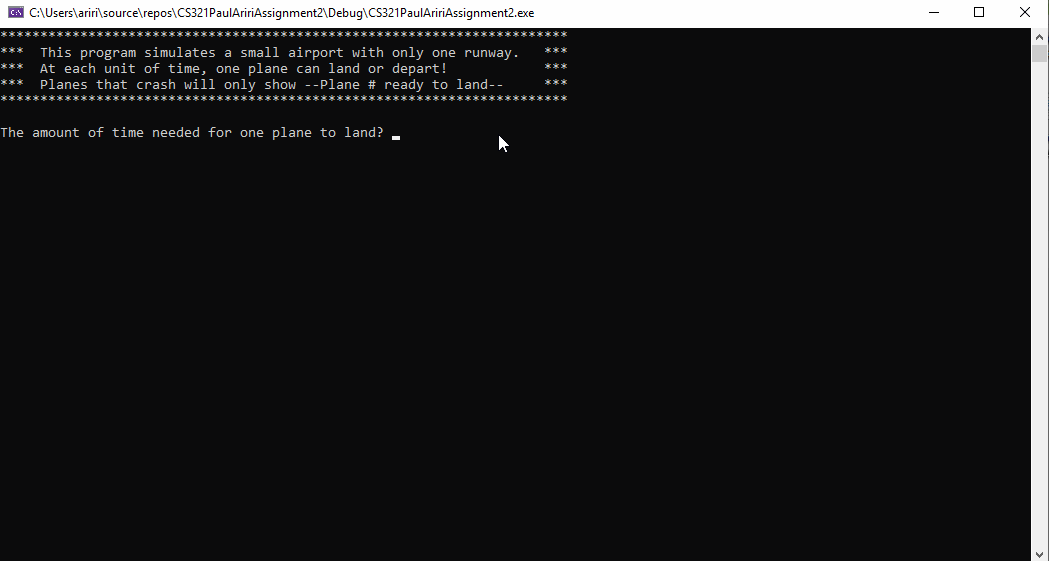 C:\Users\ariri\source\repos\CS321PaulAririAssignment2\Debug\CS321PaulAririAssignment2.exe
***********************************************************************
***  This program simulates a small airport with only one runway.   ***
***  At each unit of time, one plane can land or depart!            ***
***  Planes that crash will only show --Plane # ready to land--     ***
***********************************************************************
The amount of time needed for one plane to land?